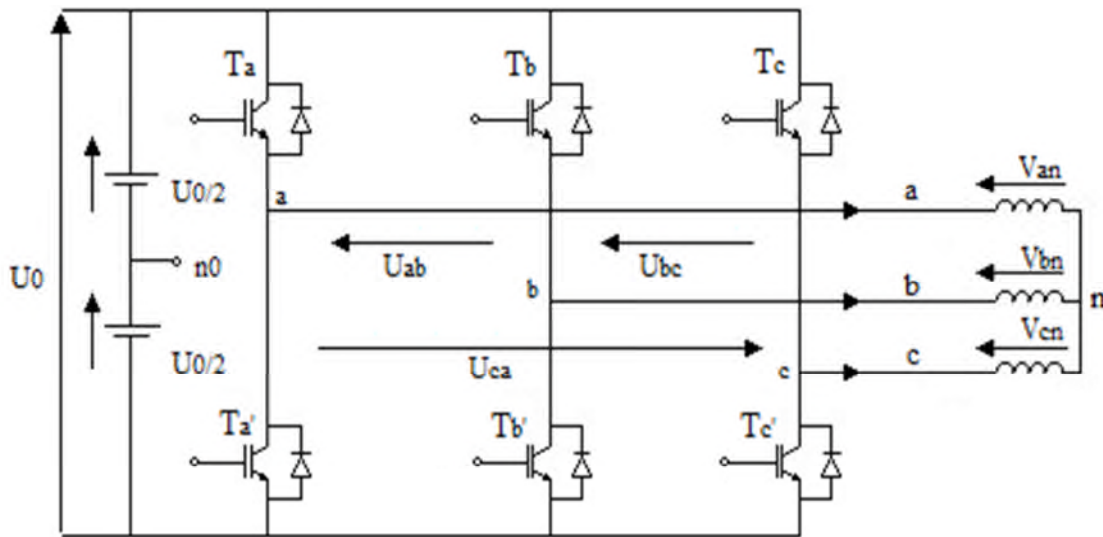 Ta Tb Tc
U0/2
a
Van
a
n0
Uab Ubc
Vbn
U0
b
b
n
Vcn
U0/2
Uca
c
c
Ta' Tb' Tc'